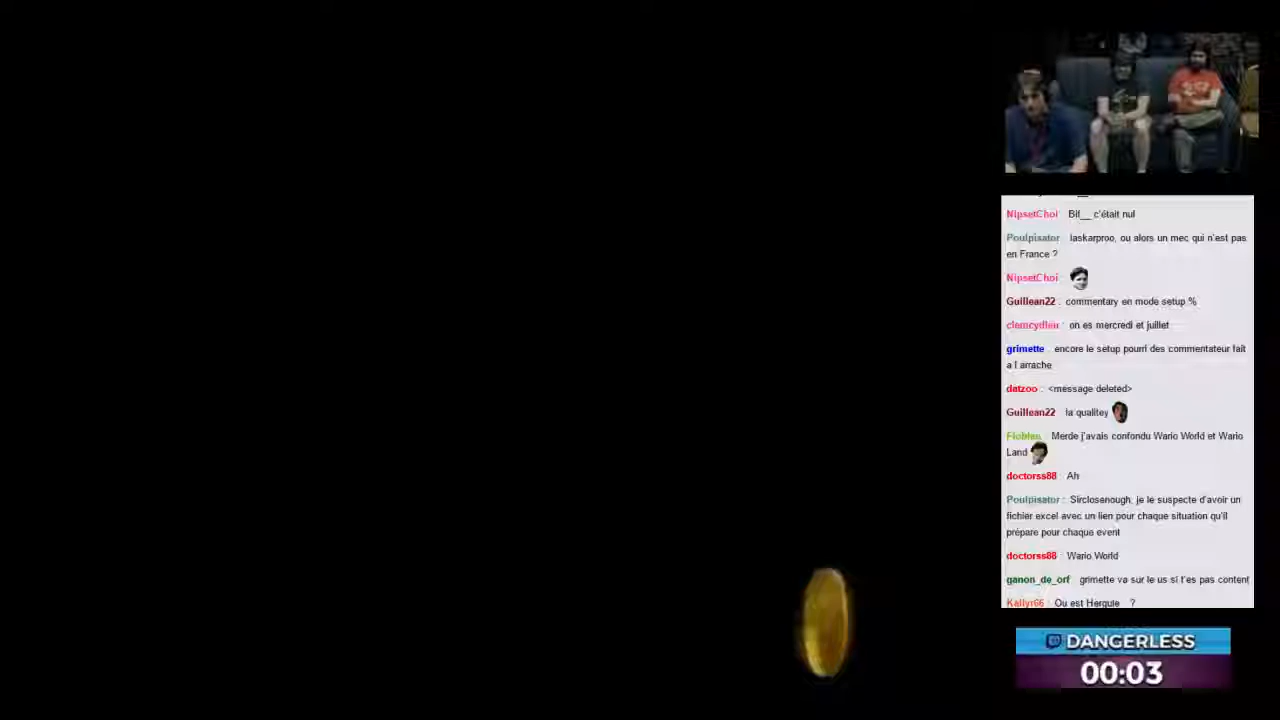 NipsetChoi : Bif__ c'était nul
Poulpisator : laskarproo, ou alors un mec qui n'est pas
en France ?
NipsetChoi :
Guillean22 : commentary en mode setup %
clemcydleu : on es mercredi et juillet
grimette : encore le setup pourri des commentateur fait
a l arrache
datzoo : <message deleted>
Guillean22 : la qualitey
Merde j'avais confondu Wario World et Wario
Land
doctorss88 : Ah
Poulpisator : Sirclosenough, je le suspecte d'avoir un
fichier excel avec un lien pour chaque situation qu'il
prépare pour chaque event
doctorss88 : Wario World
ganon_de_orf : grimette va sur le us si t'es pas content
Kallyr66 : Ou est Hergule ?
DANGERLESS
00:03